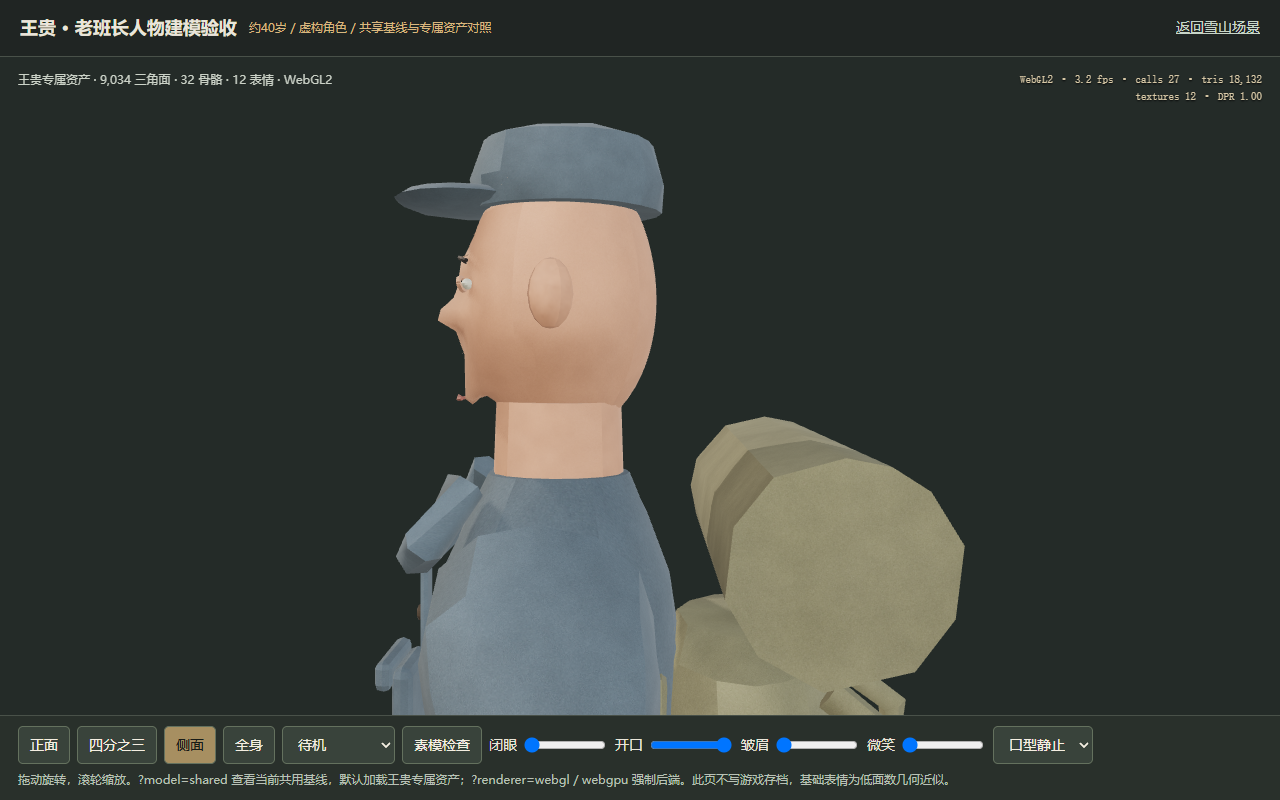 王贵 · 老班长人物建模验收 约40岁 / 虚构角色 / 共享基线与专属资产对照 返回雪山场景
王贵专属资产 · 9,034 三角面 · 32 骨骼 · 12 表情 · WebGL2
WebGL2 · 3.2 fps · calls 27 · tris 18,132
textures 12 · DPR 1.00
正面 四分之三 侧面 全身 待机 素模检查 闭眼 开口 皱眉 微笑 口型静止
拖动旋转，滚轮缩放。?model=shared 查看当前共用基线，默认加载王贵专属资产；?renderer=webgl / webgpu 强制后端。此页不写游戏存档，基础表情为低面数几何近似。